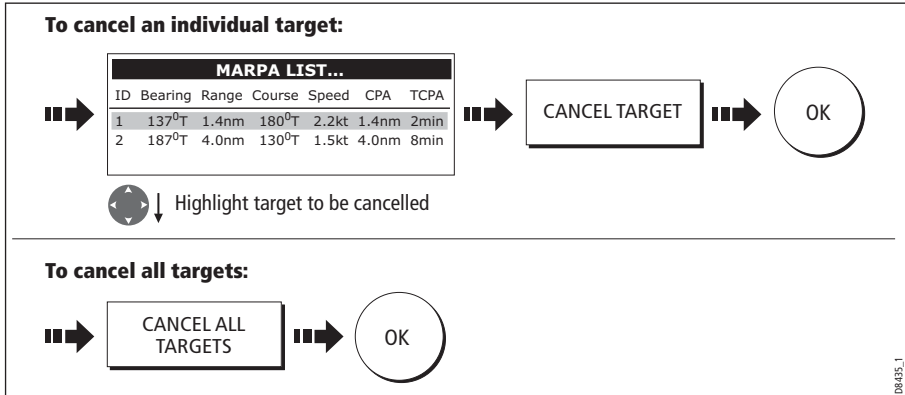 To cancel an individual target:
MARPA LIST...
ID Bearing Range Course Speed CPA TCPA
1 137⁰T 1.4nm 180⁰T 2.2kt 1.4nm 2min
2 187⁰T 4.0nm 130⁰T 1.5kt 4.0nm 8min
CANCEL TARGET
OK
Highlight target to be cancelled
To cancel all targets:
CANCEL ALL
TARGETS
OK
D8435_1